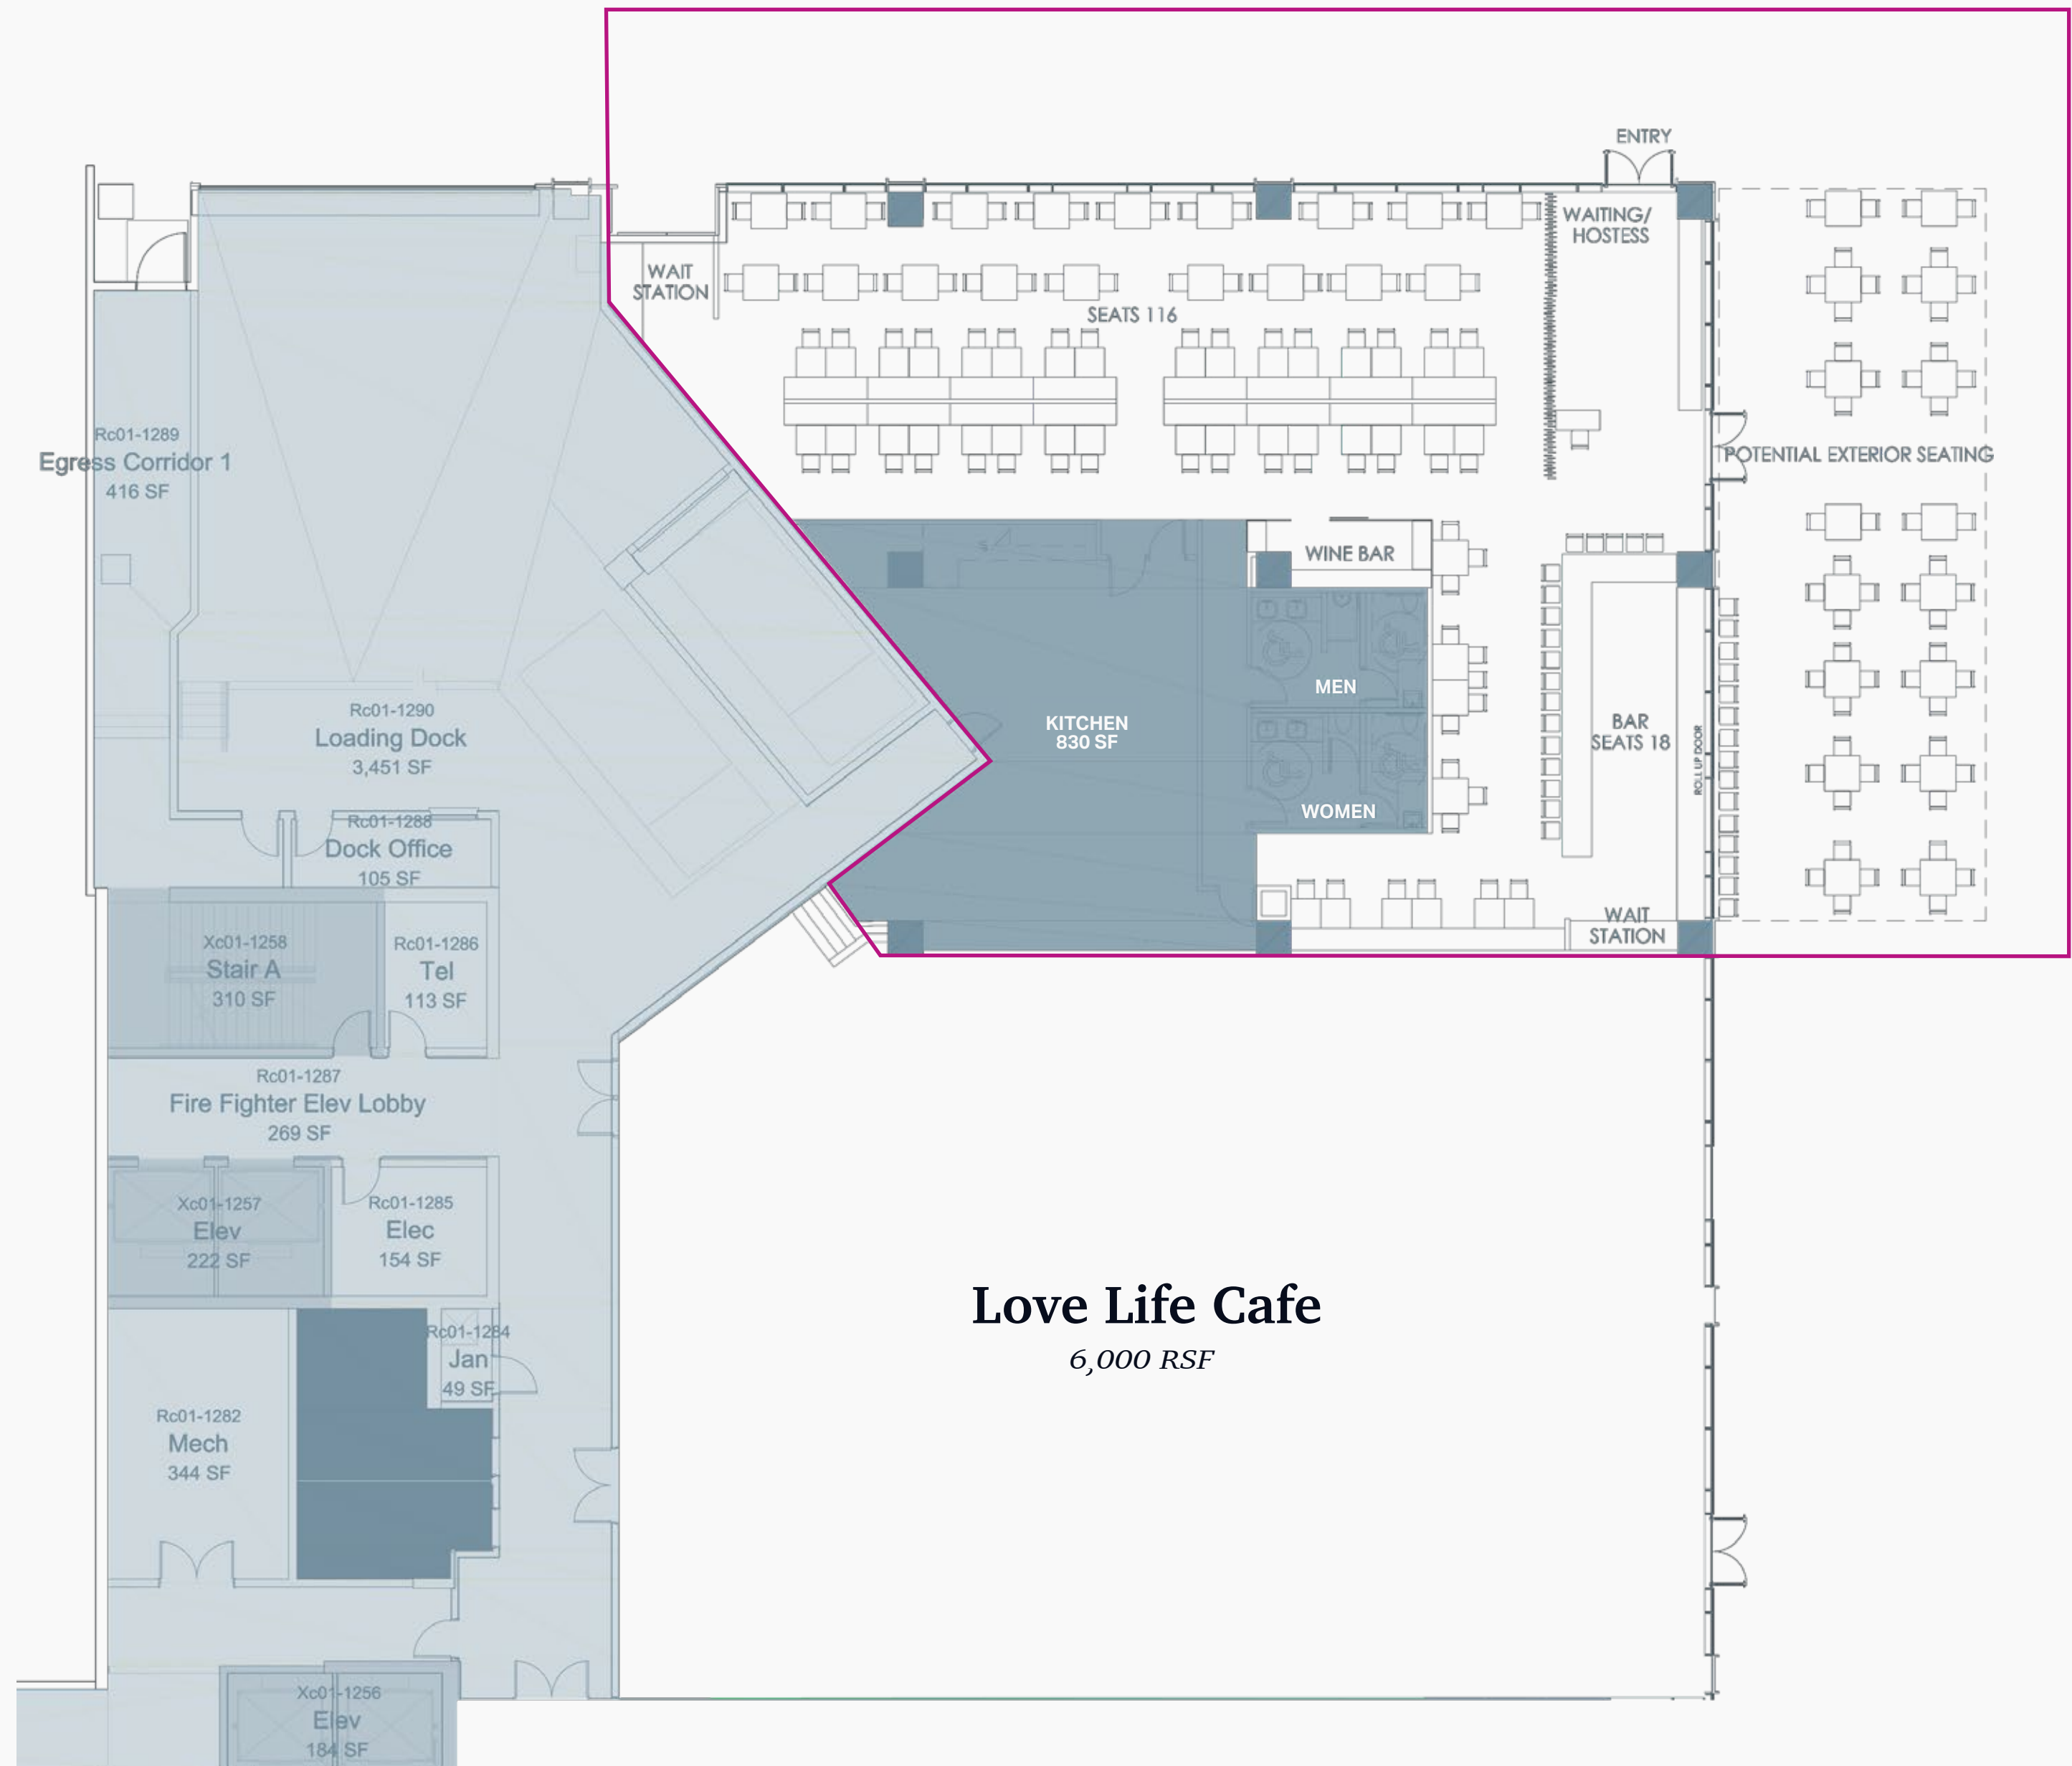 ENTRY
WAITING/
HOSTESS
WAIT
STATION
SEATS 116
Rc01-1289
Egress Corridor 1
416 SF
POTENTIAL EXTERIOR SEATING
WINE BAR
MEN
KITCHEN
830 SF
WOMEN
BAR
SEATS 18
ROLL UP DOOR
Rc01-1290
Loading Dock
3,451 SF
Rc01-1288
Dock Office
105 SF
WAIT
STATION
Xc01-1258
Stair A
310 SF
Rc01-1286
Tel
113 SF
Rc01-1287
Fire Fighter Elev Lobby
269 SF
Xc01-1257
Elev
222 SF
Rc01-1285
Elec
154 SF
Love Life Cafe
6,000 RSF
Rc01-1284
Jan
49 SF
Rc01-1282
Mech
344 SF
Xc01-1256
Elev
184 SF